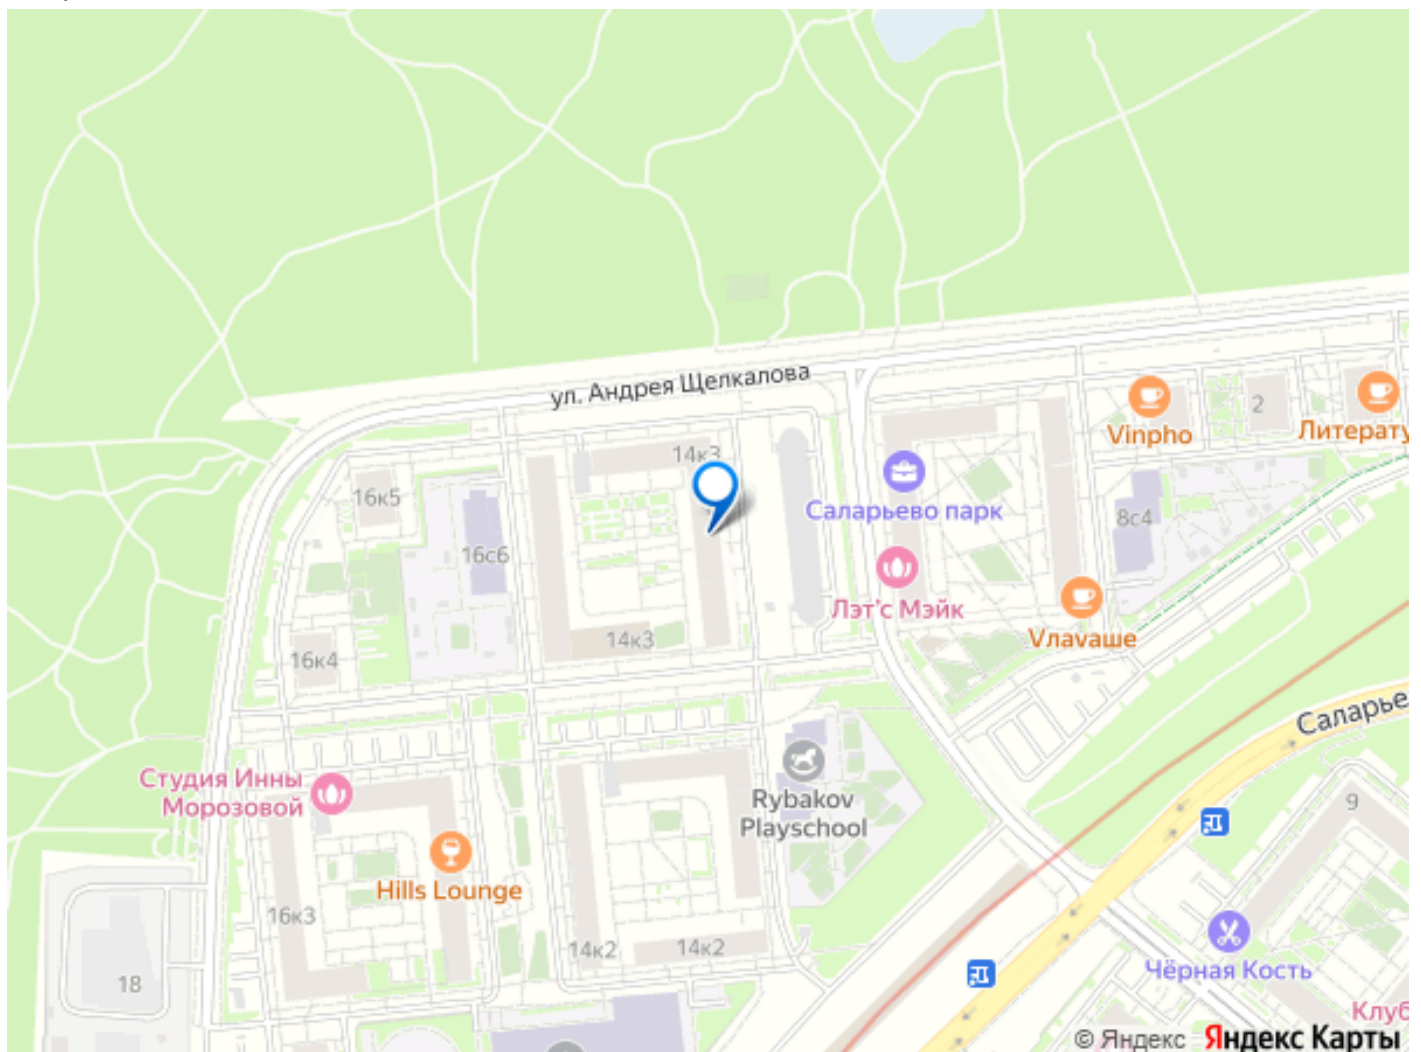 ул. Андрея Щелкалова
Vinpho
2
Литерату
14к3
16к5
Саларьево парк
8с4
16с6
Лэт'с Мэйк
14к3
Vлаvаше
16к4
Саларье
Студия Инны
Морозовой
Rybakov
Playschool
9
Hills Lounge
16к3
14к2
14к2
Чёрная Кость
18
Клуб
© Яндекс Яндекс Карты